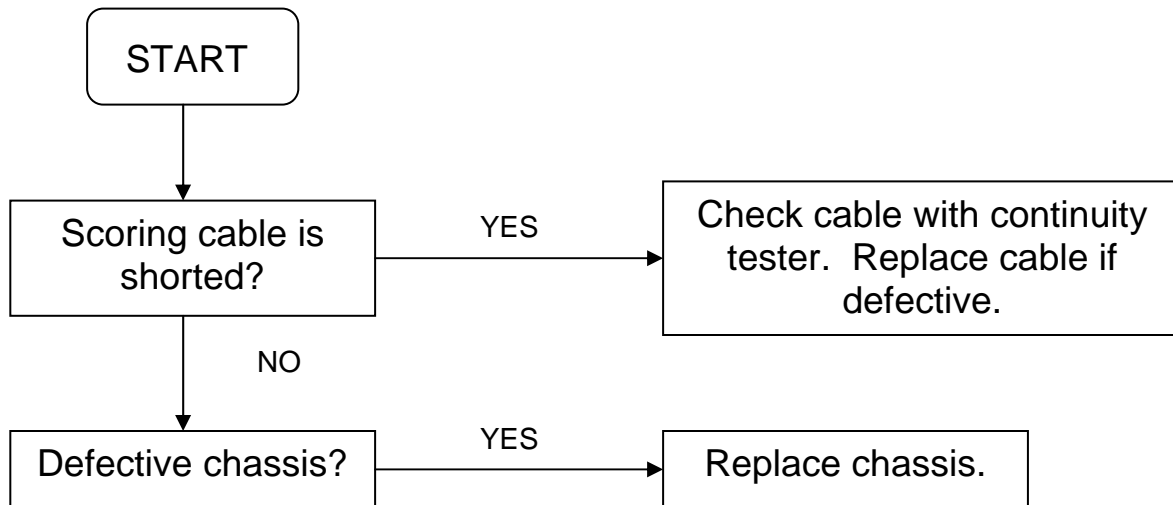 START
Scoring cable is
shorted?
YES
Check cable with continuity
tester.  Replace cable if
defective.
NO
Defective chassis?
YES
Replace chassis.